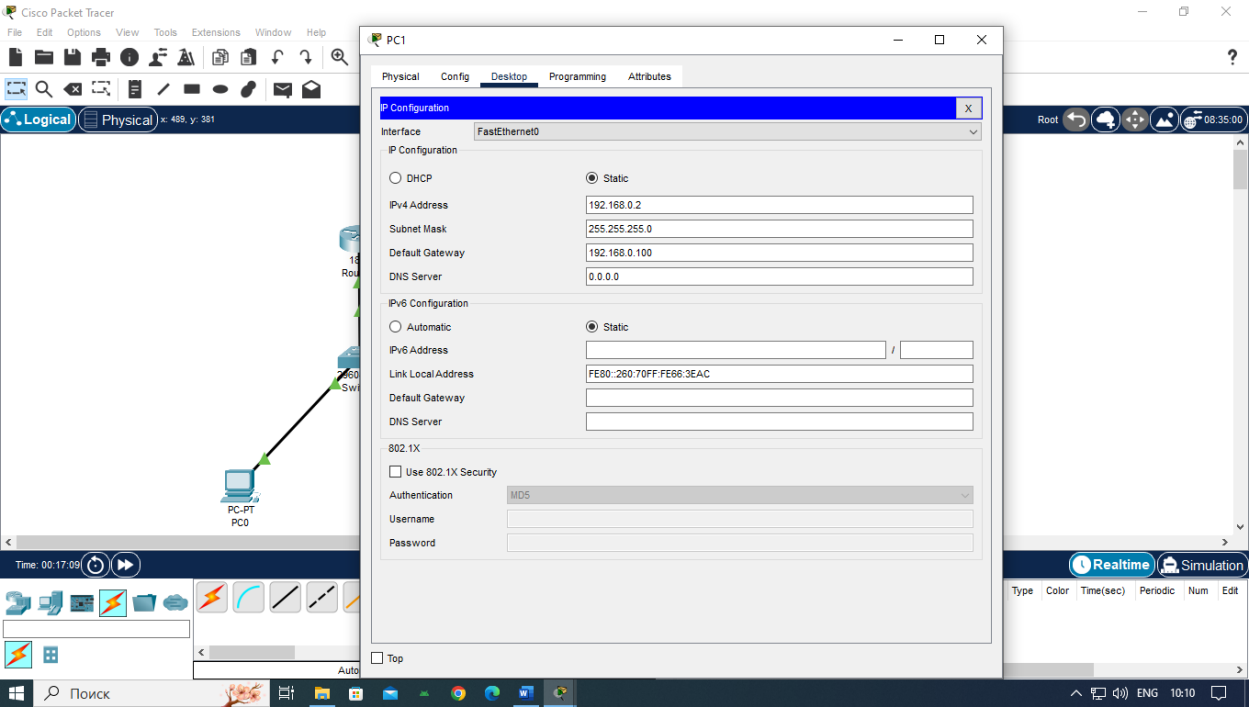 Cisco Packet Tracer
File Edit Options View Tools Extensions Window Help
Logical Physical x: 489, y: 381
Root 08:35:00
PC1
Physical Config Desktop Programming Attributes
IP Configuration X
Interface FastEthernet0
IP Configuration
DHCP Static
IPv4 Address 192.168.0.2
Subnet Mask 255.255.255.0
Default Gateway 192.168.0.100
DNS Server 0.0.0.0
IPv6 Configuration
Automatic Static
IPv6 Address /
Link Local Address FE80::260:70FF:FE66:3EAC
Default Gateway
DNS Server
802.1X
Use 802.1X Security
Authentication MD5
Username
Password
Top
18
Rou
2960
Swi
PC-PT
PC0
Time: 00:17:09
Realtime Simulation
Type Color Time(sec) Periodic Num Edit
Auto
Поиск
ENG 10:10